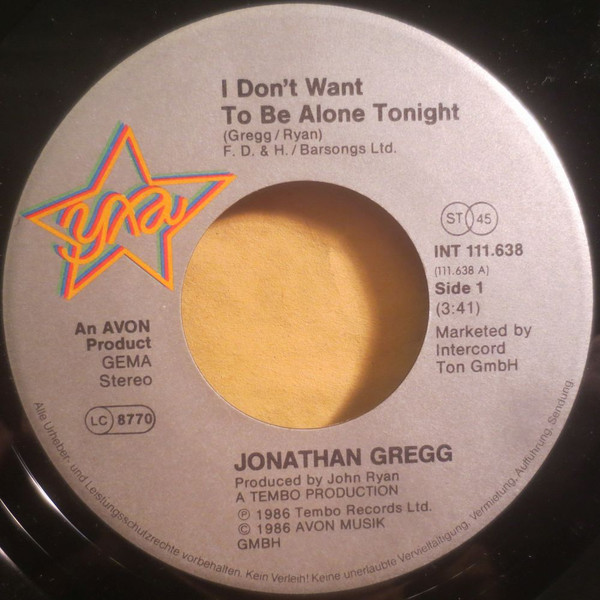 I Don't Want
To Be Alone Tonight
(Gregg/Ryan)
F. D. & H./Barsongs Ltd.
yxa
ST 45
INT 111.638
(111.638 A)
Side 1
(3:41)
Marketed by
Intercord
Ton GmbH
An AVON
Product
GEMA
Stereo
LC 8770
JONATHAN GREGG
Produced by John Ryan
A TEMBO PRODUCTION
Ⓟ 1986 Tembo Records Ltd.
© 1986 AVON MUSIK
GMBH
Alle Urheber- und Leistungsschutzrechte vorbehalten. Kein Verleih! Keine unerlaubte Vervielfältigung, Vermietung, Aufführung, Sendung.